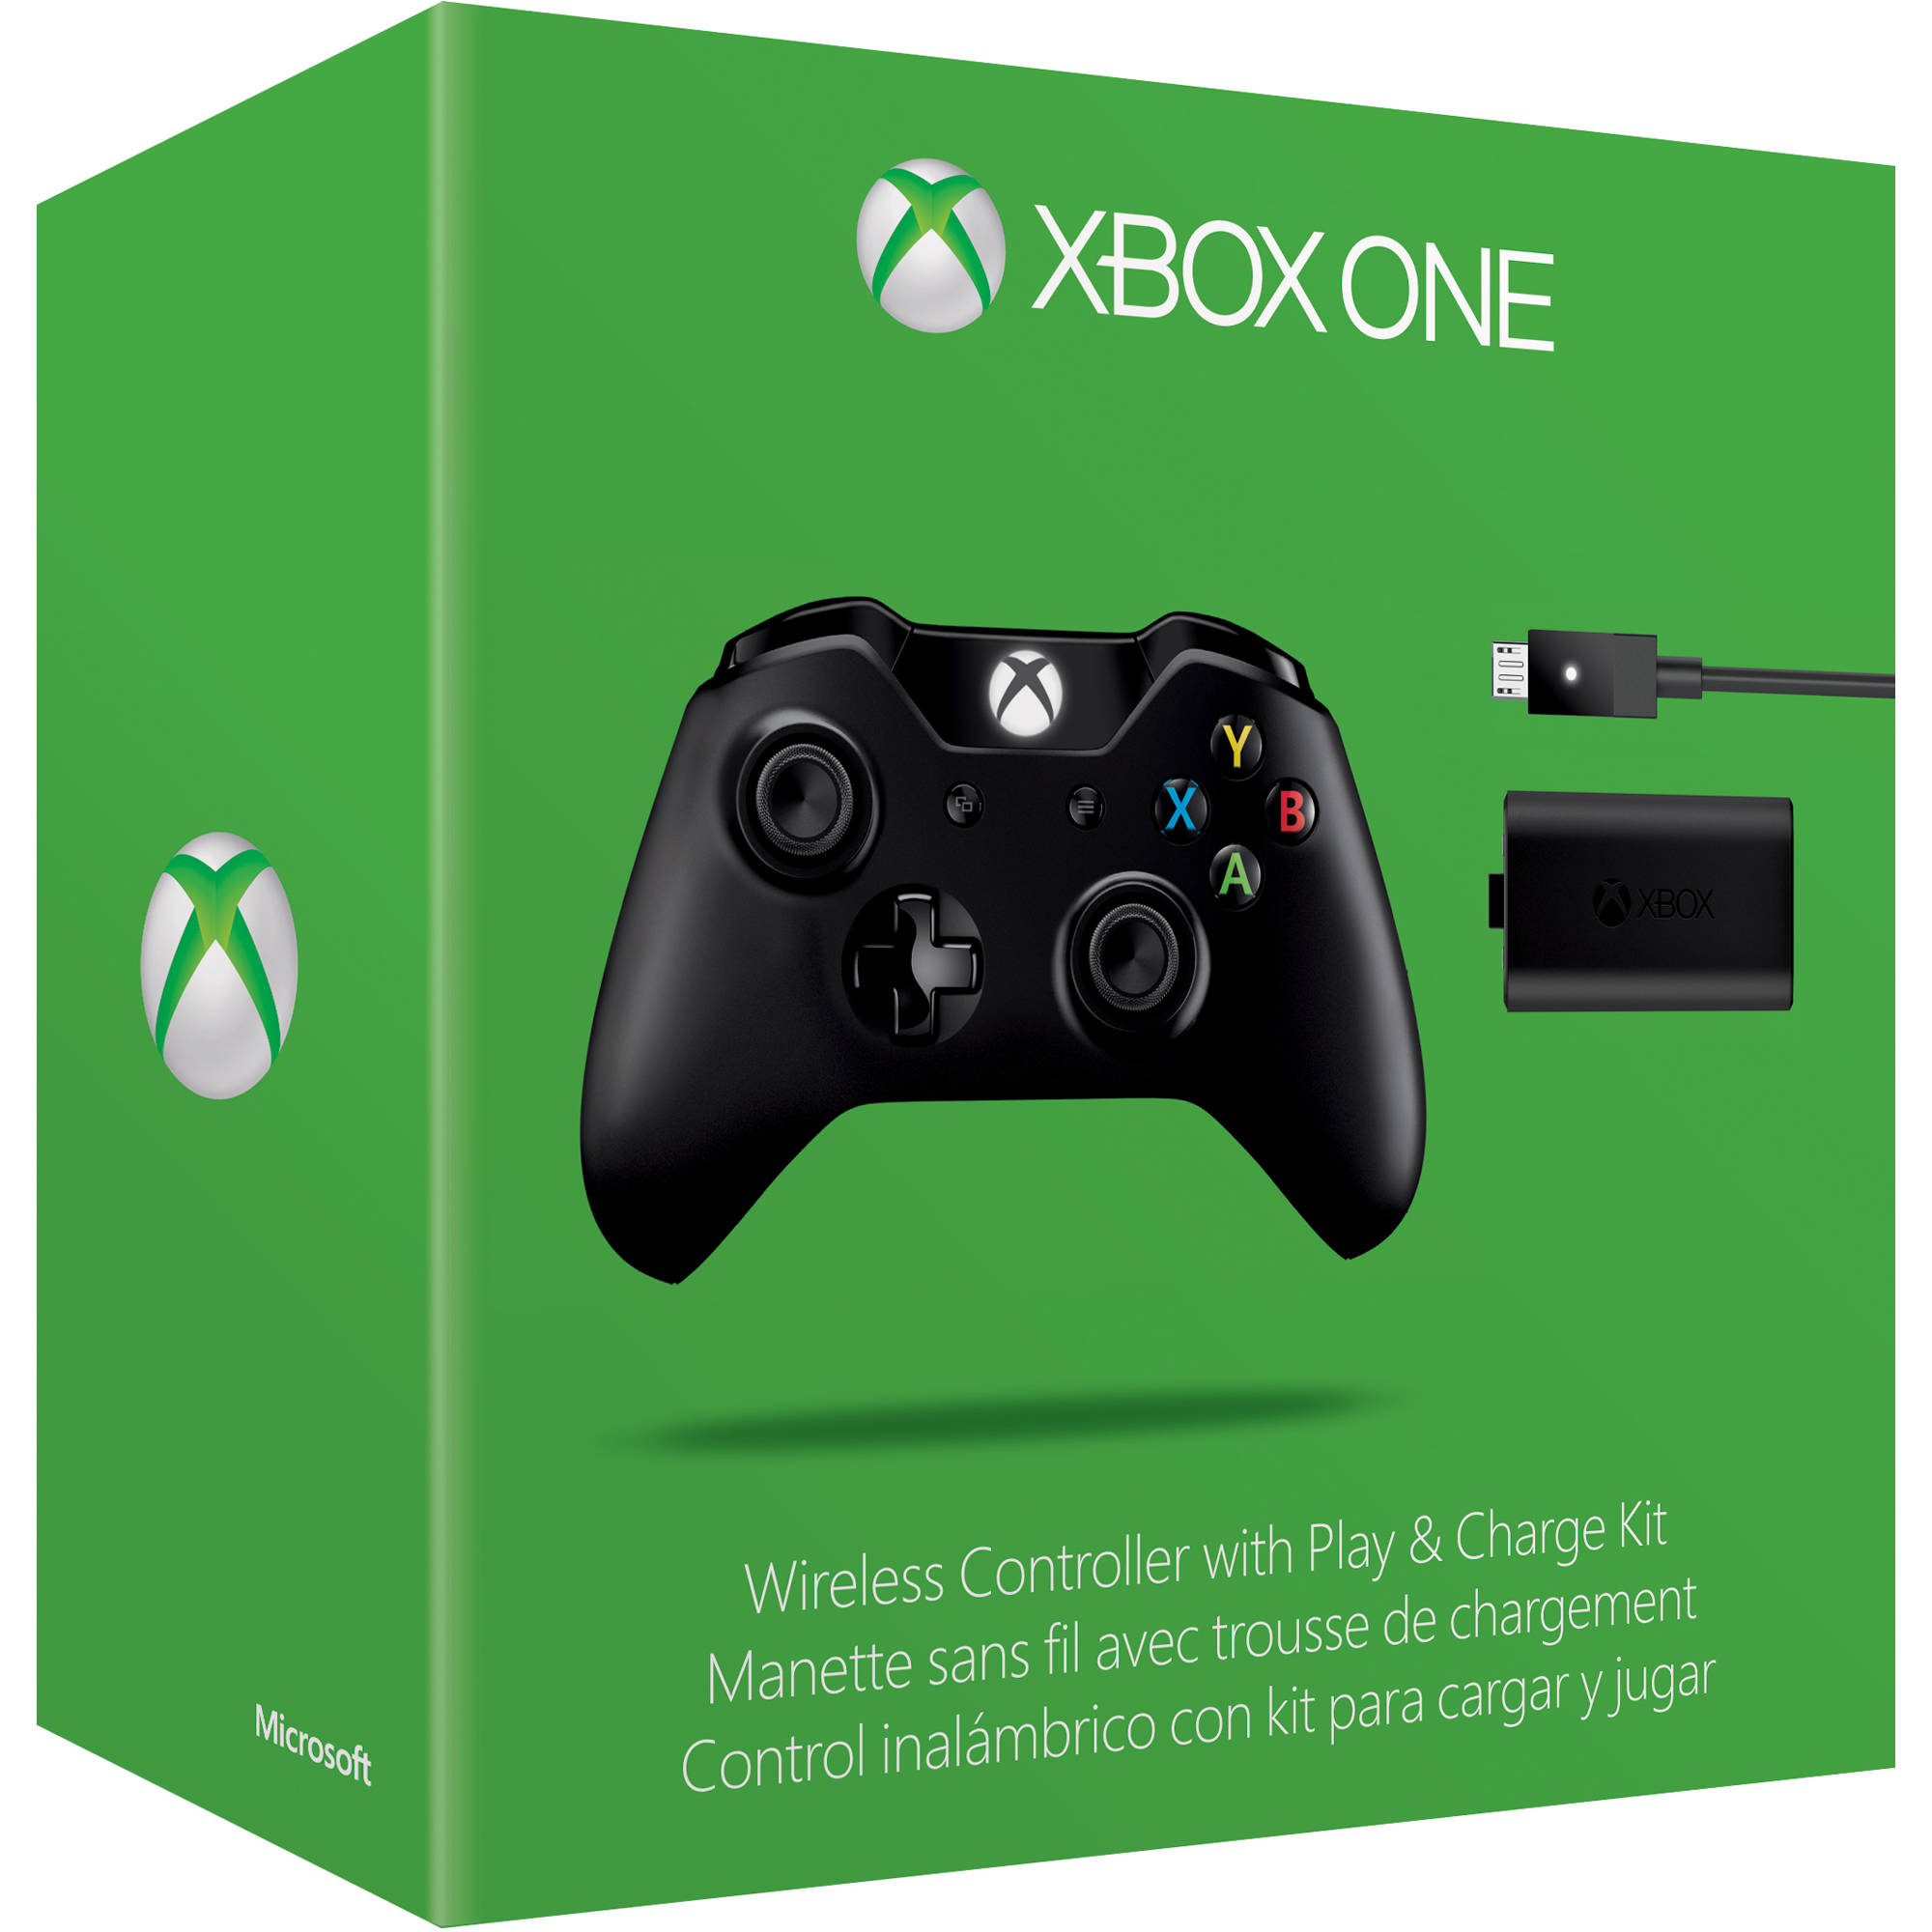 XBOX ONE
Y
X
B
A
XBOX
Wireless Controller with Play & Charge Kit
Manette sans fil avec trousse de chargement
Control inalámbrico con kit para cargar y jugar
Microsoft